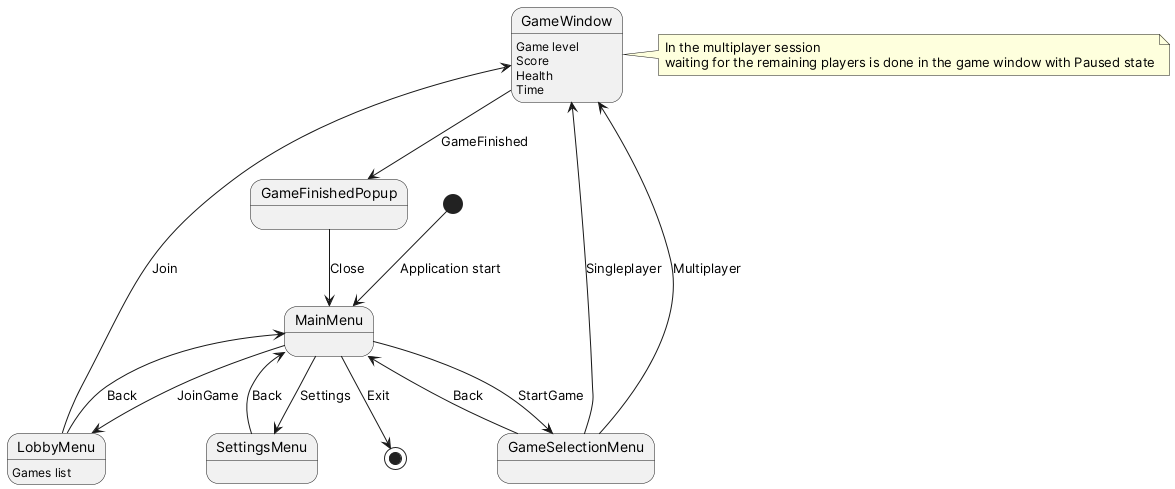 GameWindow
Game level
Score
Health
Time
In the multiplayer session
waiting for the remaining players is done in the game window with Paused state
GameFinished
GameFinishedPopup
Join
Close
Application start
Singleplayer
Multiplayer
MainMenu
Back
JoinGame
Back
Settings
Exit
Back
StartGame
LobbyMenu
Games list
SettingsMenu
GameSelectionMenu